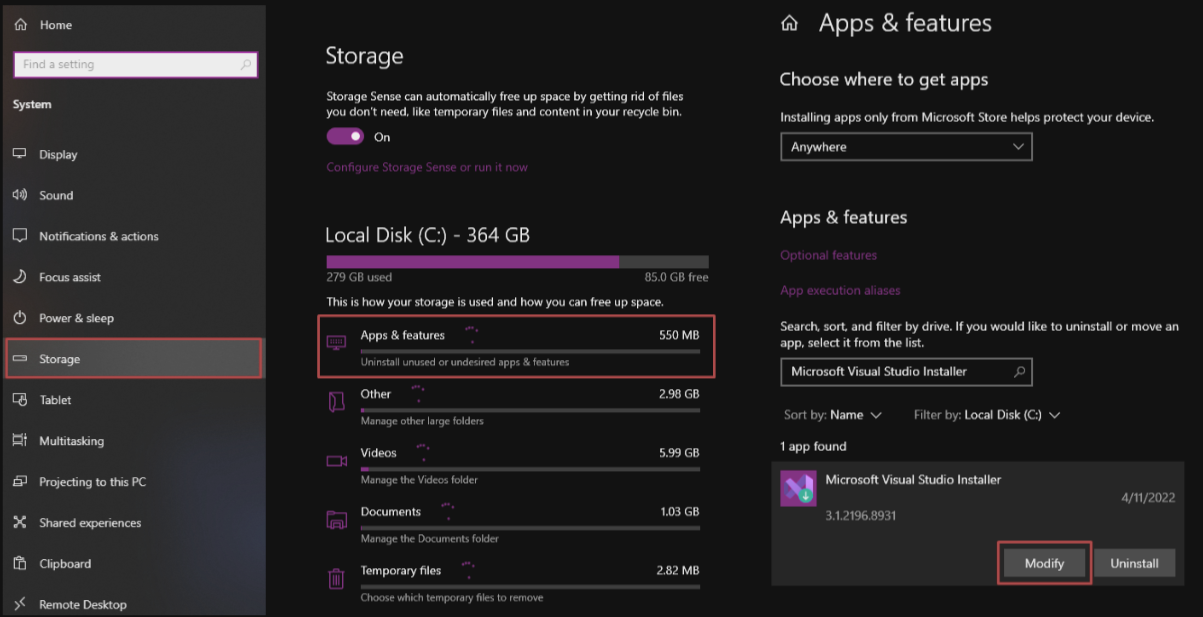 Home
Find a setting
System
Display
Sound
Notifications & actions
Focus assist
Power & sleep
Storage
Tablet
Multitasking
Projecting to this PC
Shared experiences
Clipboard
Remote Desktop
Storage
Storage Sense can automatically free up space by getting rid of files
you don't need, like temporary files and content in your recycle bin.
On
Configure Storage Sense or run it now
Local Disk (C:) - 364 GB
279 GB used 85.0 GB free
This is how your storage is used and how you can free up space.
Apps & features 550 MB
Uninstall unused or undesired apps & features
Other 2.98 GB
Manage other large folders
Videos 5.99 GB
Manage the Videos folder
Documents 1.03 GB
Manage the Documents folder
Temporary files 2.82 MB
Choose which temporary files to remove
Apps & features
Choose where to get apps
Installing apps only from Microsoft Store helps protect your device.
Anywhere
Apps & features
Optional features
App execution aliases
Search, sort, and filter by drive. If you would like to uninstall or move an
app, select it from the list.
Microsoft Visual Studio Installer
Sort by: Name Filter by: Local Disk (C:)
1 app found
Microsoft Visual Studio Installer
4/11/2022
3.1.2196.8931
Modify Uninstall